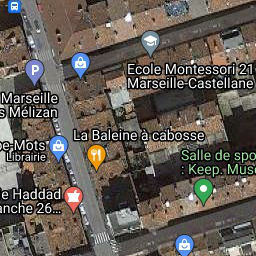 Ecole Montessori 21
Marseille-Castellane
Marseille
s Mélizan
La Baleine à cabosse
e-Mots
Librairie
Salle de spo
: Keep. Mus
e Haddad
anche 26...
P